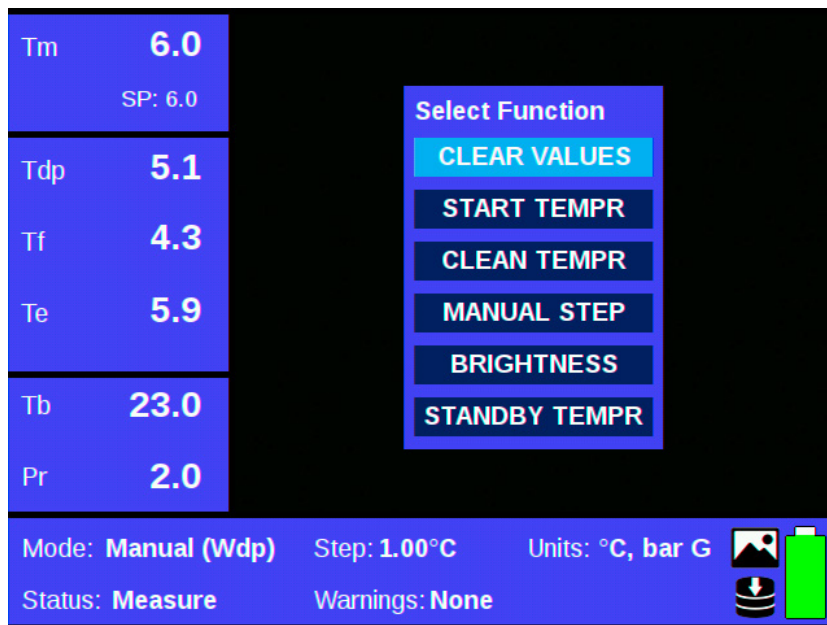 Tm 6.0
SP: 6.0
Tdp 5.1
Tf 4.3
Te 5.9
Tb 23.0
Pr 2.0
Select Function
CLEAR VALUES
START TEMPR
CLEAN TEMPR
MANUAL STEP
BRIGHTNESS
STANDBY TEMPR
Mode: Manual (Wdp) Step: 1.00°C Units: °C, bar G
Status: Measure Warnings: None